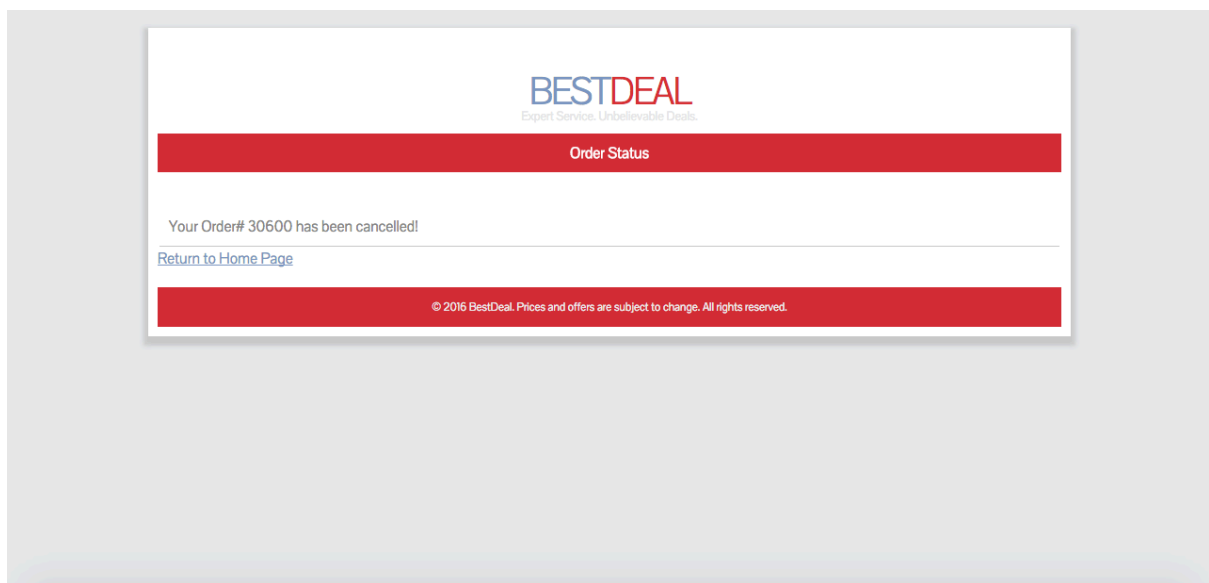 BESTDEAL
Expert Service. Unbelievable Deals.
Order Status
Your Order# 30600 has been cancelled!
Return to Home Page
© 2016 BestDeal. Prices and offers are subject to change. All rights reserved.